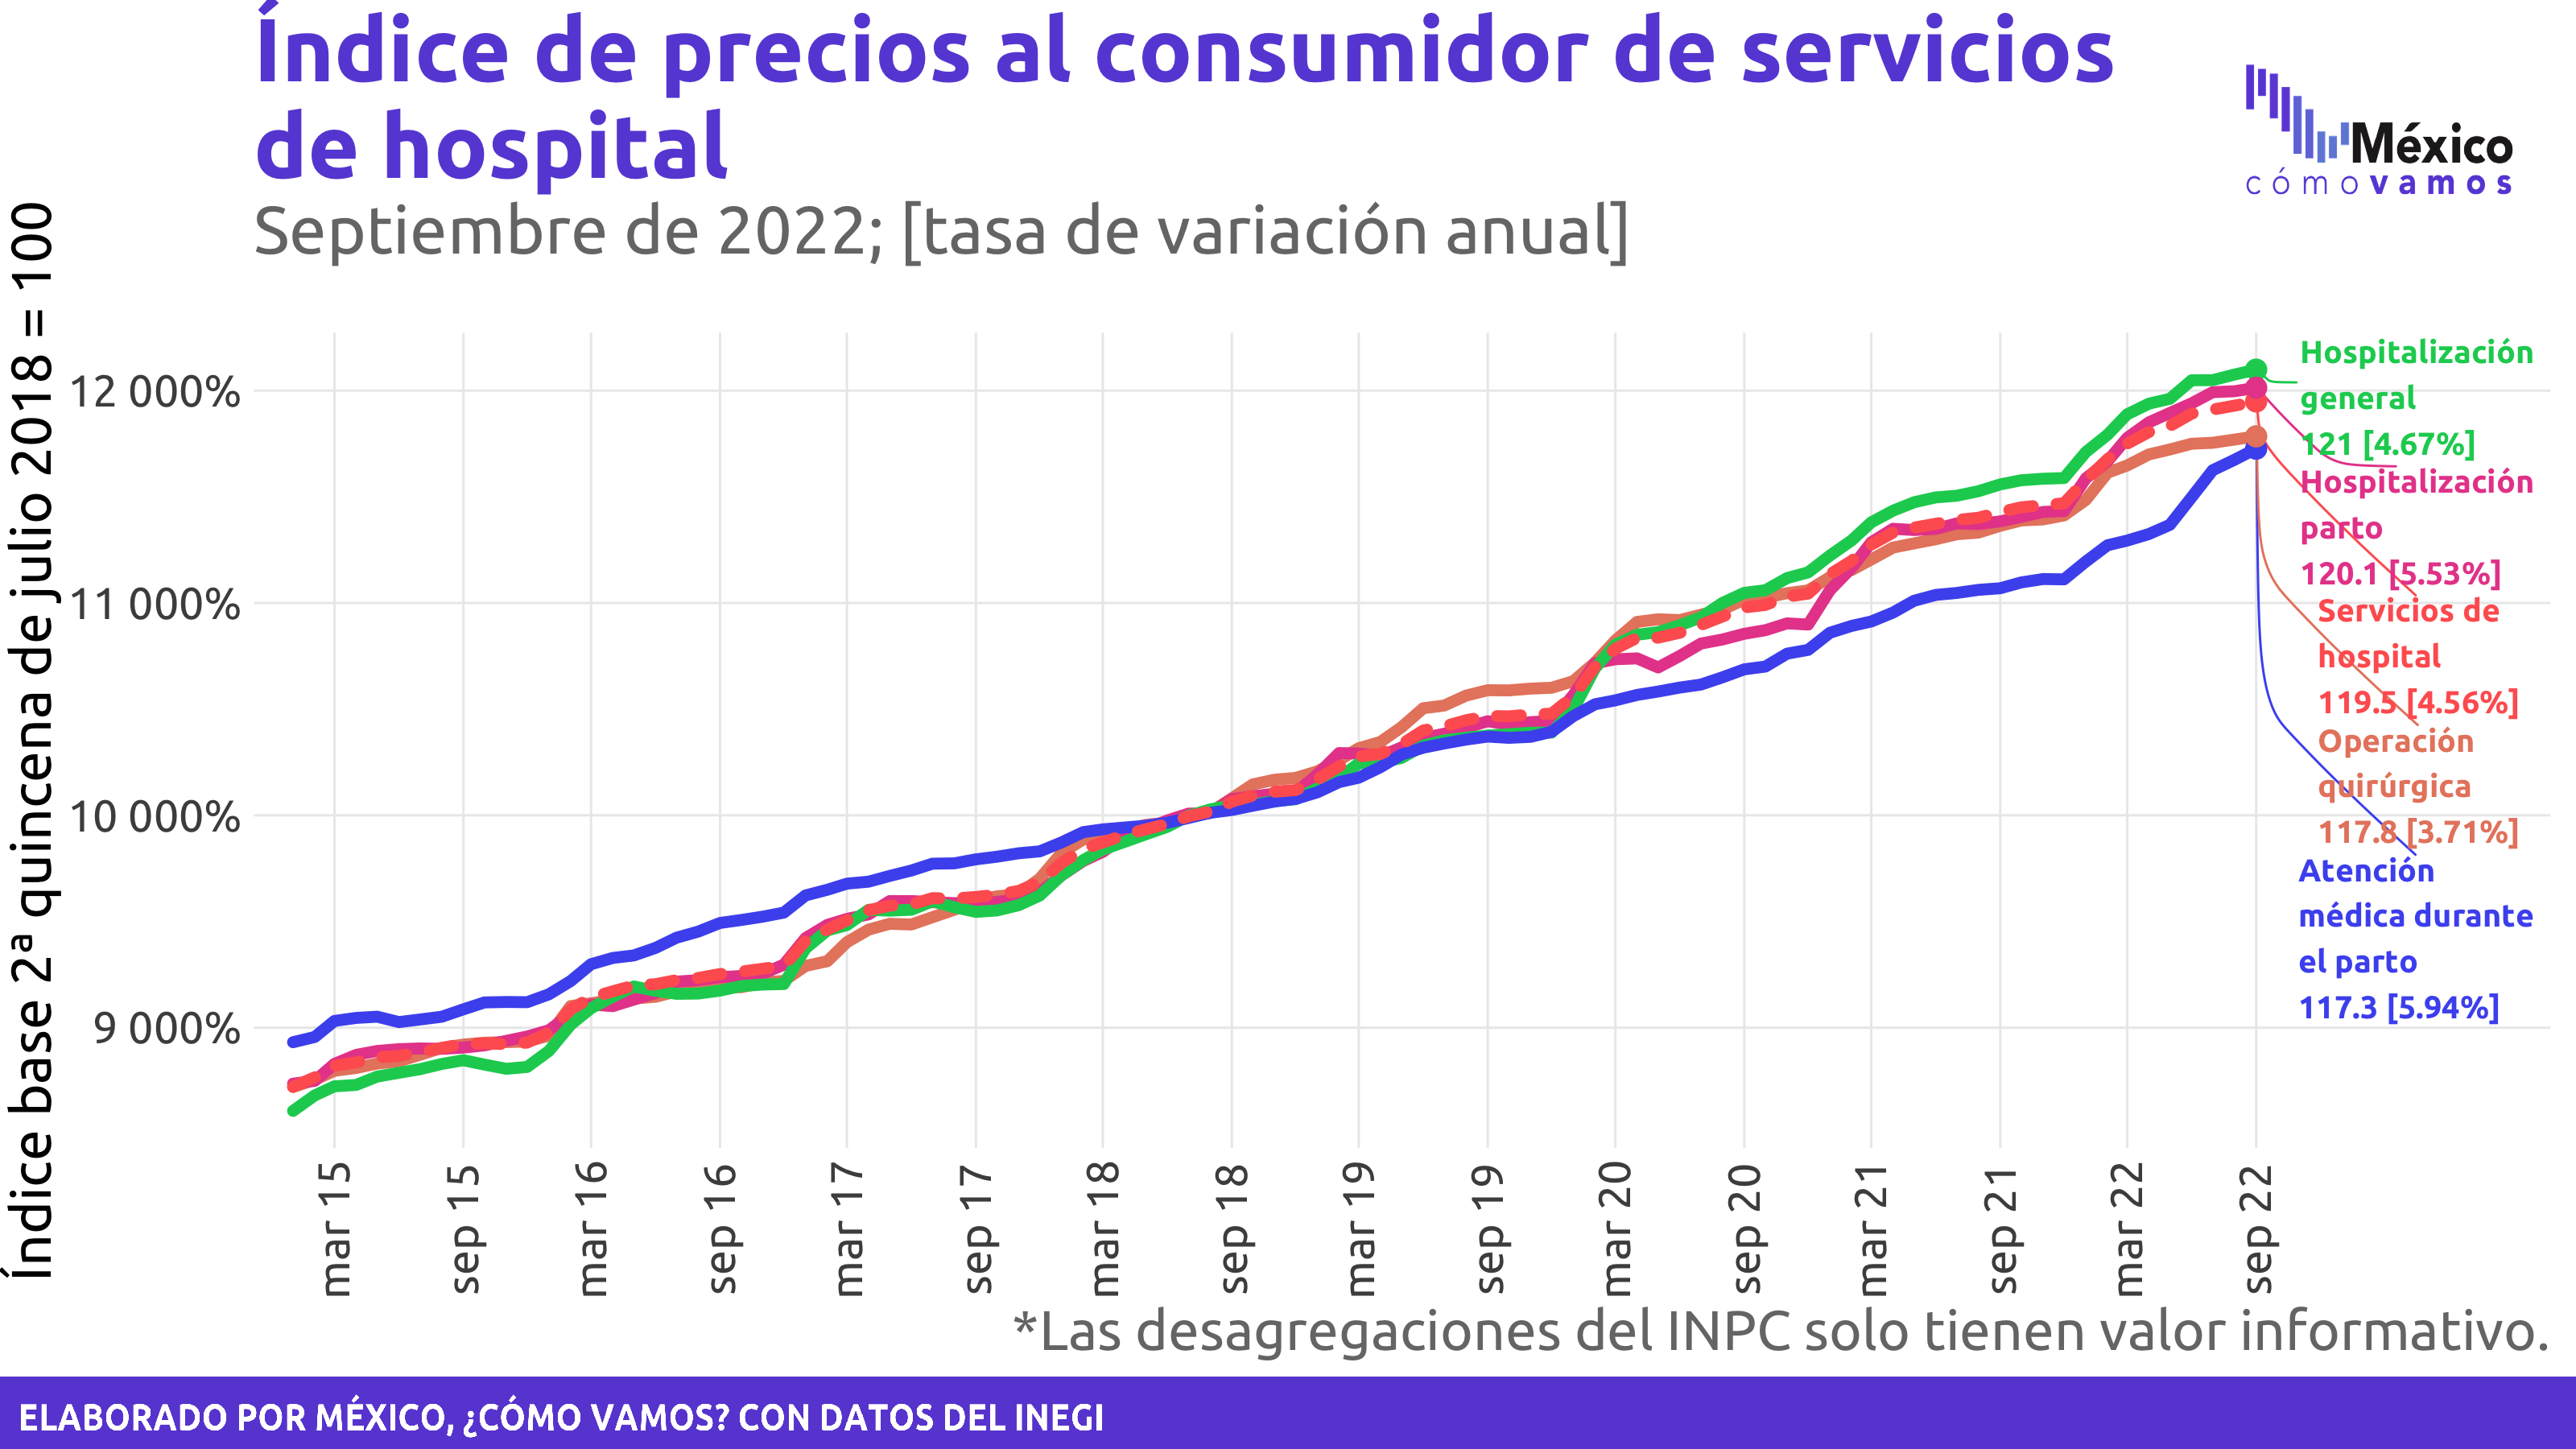 Índice de precios al consumidor de servicios
de hospital
Septiembre de 2022; [tasa de variación anual]
México
cómo vamos
Índice base 2ª quincena de julio 2018 = 100
12 000%
11 000%
10 000%
9 000%
Hospitalización
general
121 [4.67%]
Hospitalización
parto
120.1 [5.53%]
Servicios de
hospital
119.5 [4.56%]
Operación
quirúrgica
117.8 [3.71%]
Atención
médica durante
el parto
117.3 [5.94%]
mar 15
sep 15
mar 16
sep 16
mar 17
sep 17
mar 18
sep 18
mar 19
sep 19
mar 20
sep 20
mar 21
sep 21
mar 22
sep 22
*Las desagregaciones del INPC solo tienen valor informativo.
ELABORADO POR MÉXICO, ¿CÓMO VAMOS? CON DATOS DEL INEGI